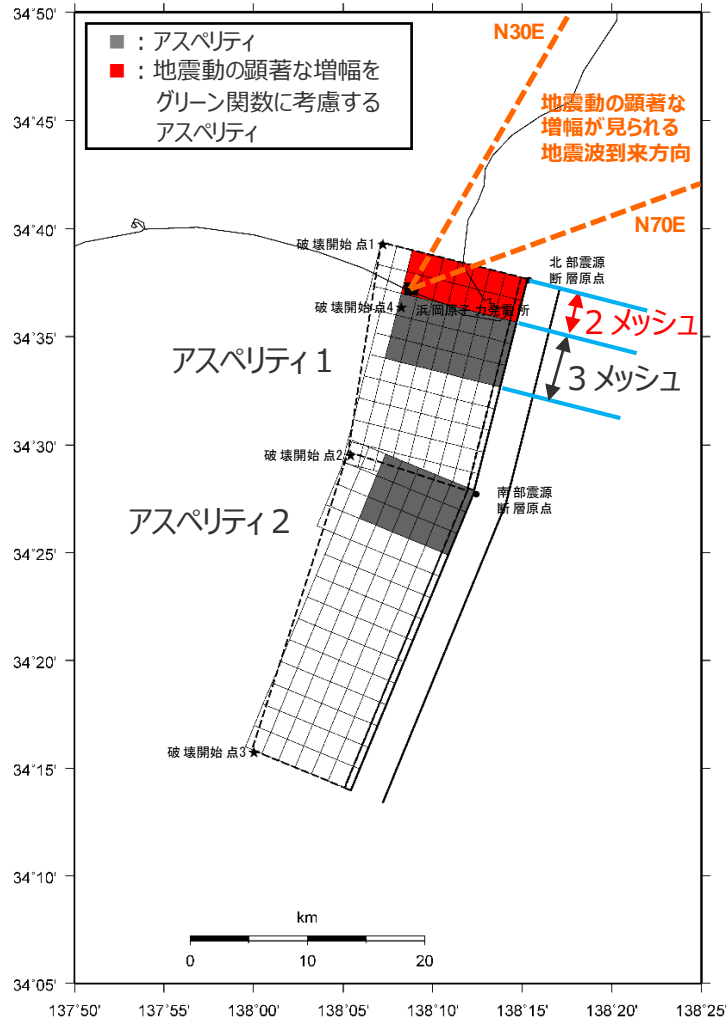 34°50'
■ : アスペリティ
■ : 地震動の顕著な増幅を
グリーン関数に考慮する
アスペリティ
N30E
地震動の顕著な
増幅が見られる
地震波到来方向
34°45'
N70E
34°40'
破壊開始点1
北部震源
断層原点
破壊開始点4
浜岡原子力発電所
2メッシュ
34°35'
アスペリティ1
3メッシュ
34°30'
破壊開始点2
南部震源
断層原点
アスペリティ2
34°25'
34°20'
破壊開始点3
34°15'
34°10'
km
0 10 20
34°05'
137°50' 137°55' 138°00' 138°05' 138°10' 138°15' 138°20' 138°25'